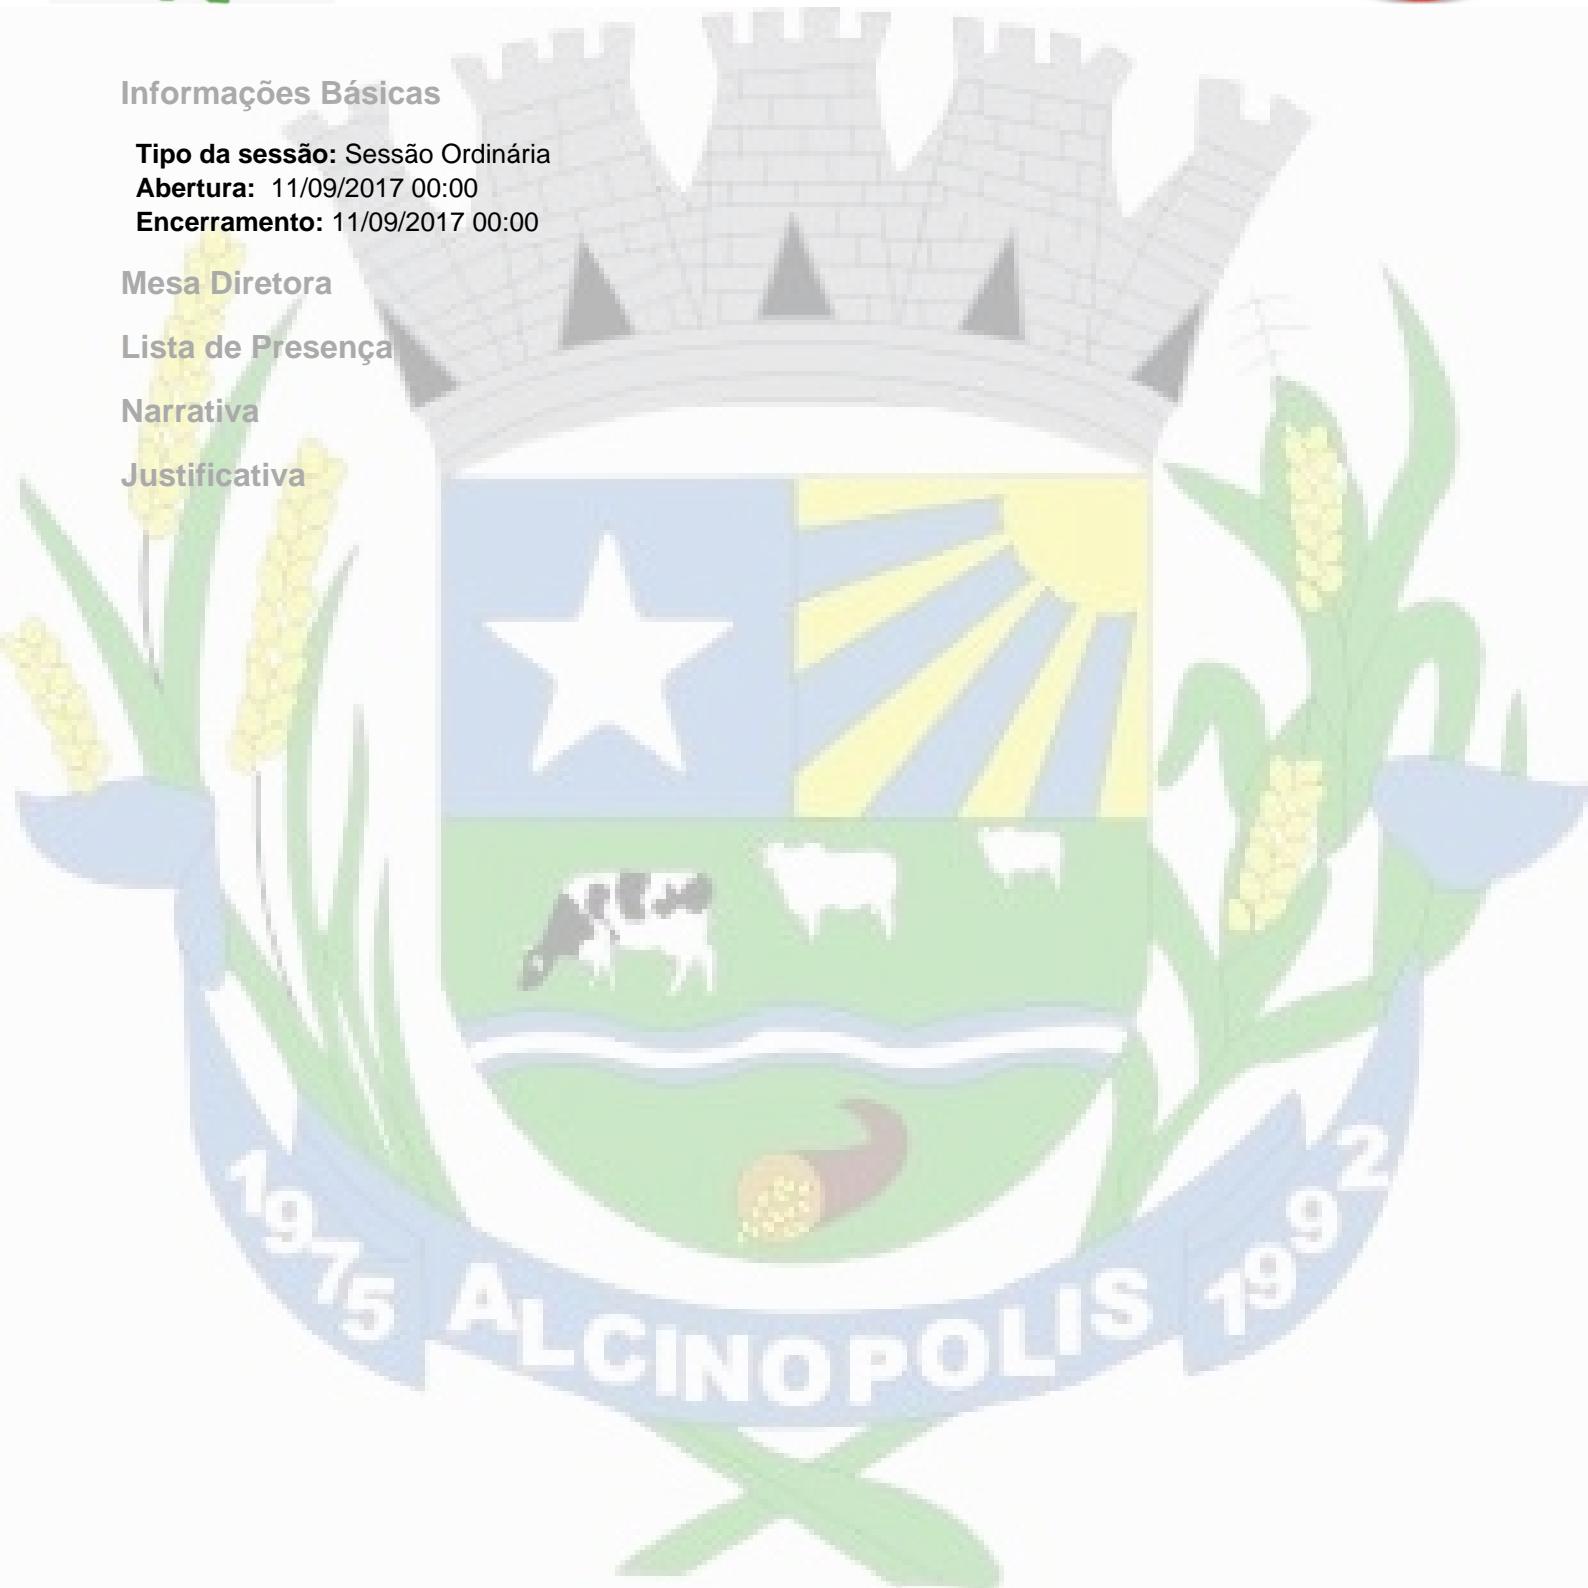 Informações Básicas
Tipo da sessão: Sessão Ordinária
Abertura: 11/09/2017 00:00
Encerramento: 11/09/2017 00:00
Mesa Diretora
Lista de Presença
Narrativa
Justificativa
1975 ALCINOPOLIS 1992